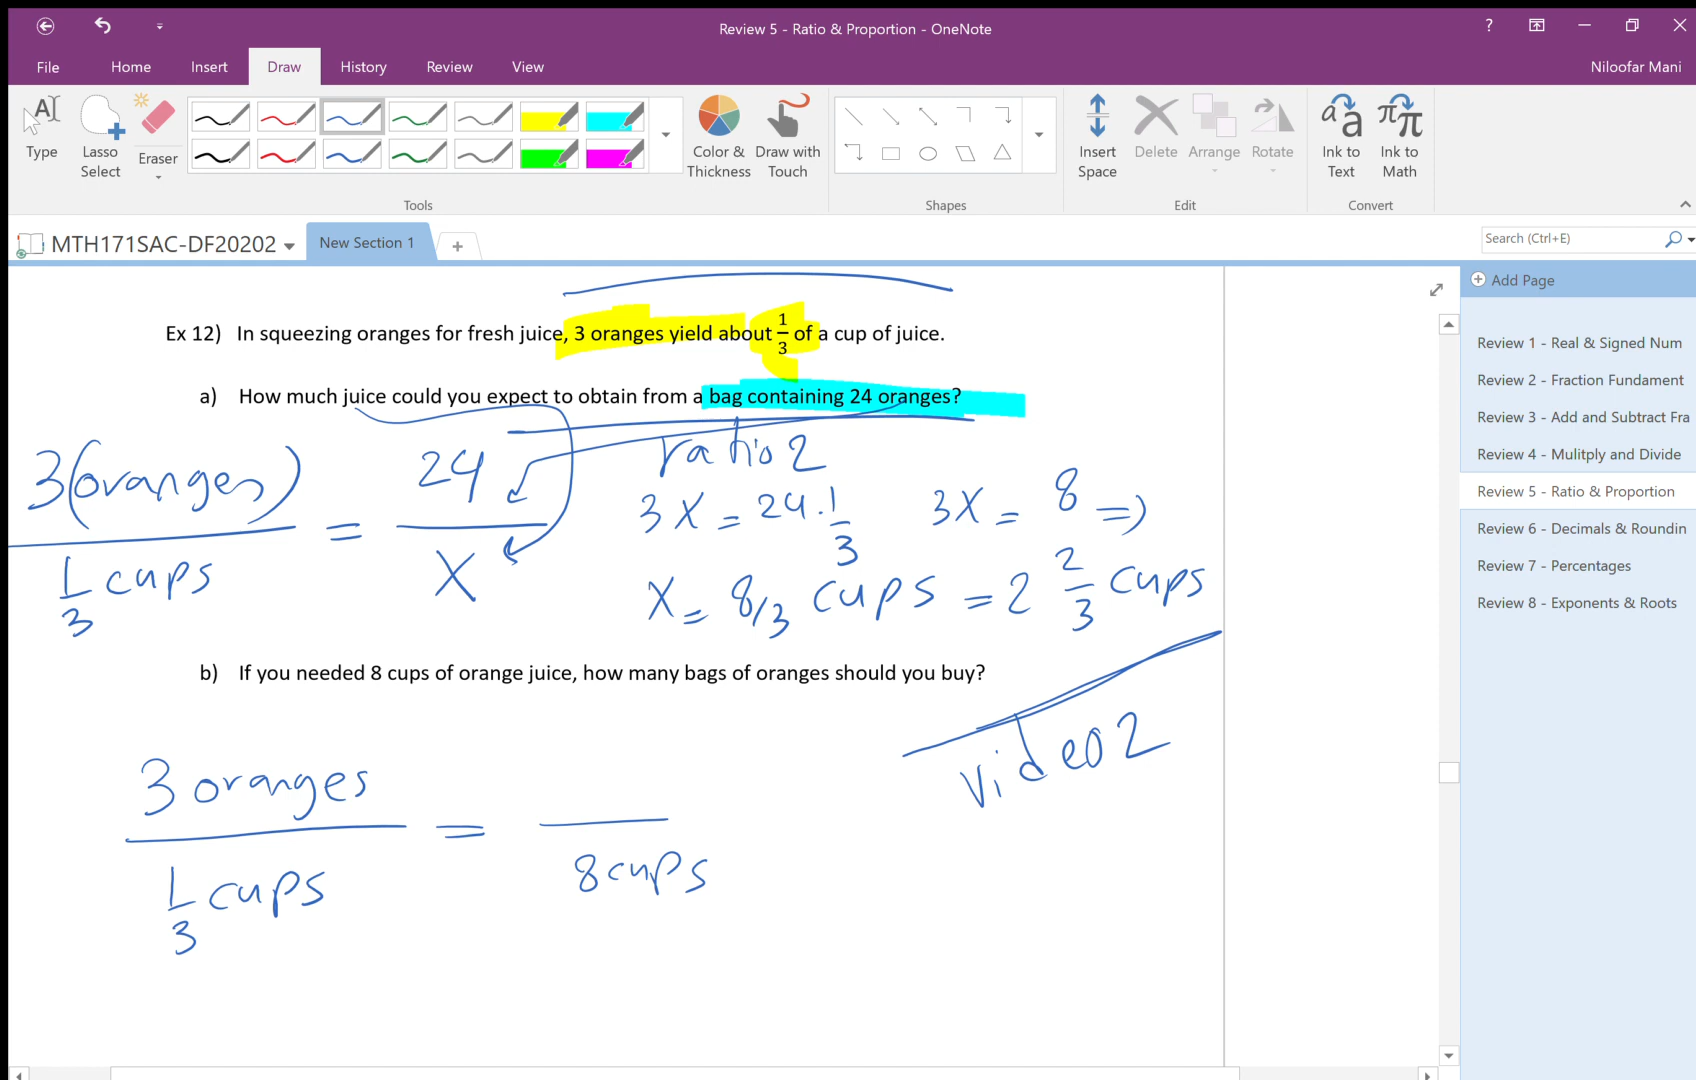 Review 5 - Ratio & Proportion - OneNote
?
File Home Insert Draw History Review View
Niloofar Mani
Type
Lasso Select
Eraser
Color & Thickness
Draw with Touch
Insert Space
Delete
Arrange
Rotate
Ink to Text
Ink to Math
Tools
Shapes
Edit
Convert
MTH171SAC-DF20202
New Section 1
+
Search (Ctrl+E)
Add Page
Review 1 - Real & Signed Num
Review 2 - Fraction Fundament
Review 3 - Add and Subtract Fra
Review 4 - Mulitply and Divide
Review 5 - Ratio & Proportion
Review 6 - Decimals & Roundin
Review 7 - Percentages
Review 8 - Exponents & Roots
Ex 12) In squeezing oranges for fresh juice, 3 oranges yield about 1/3 of a cup of juice.
a) How much juice could you expect to obtain from a bag containing 24 oranges?
ratio 2
3(oranges) / 1/3 cups = 24 / X
3X = 24 . 1/3 3X = 8 =>
X = 8/3 cups = 2 2/3 cups
b) If you needed 8 cups of orange juice, how many bags of oranges should you buy?
video 2
3 oranges / 1/3 cups = / 8 cups